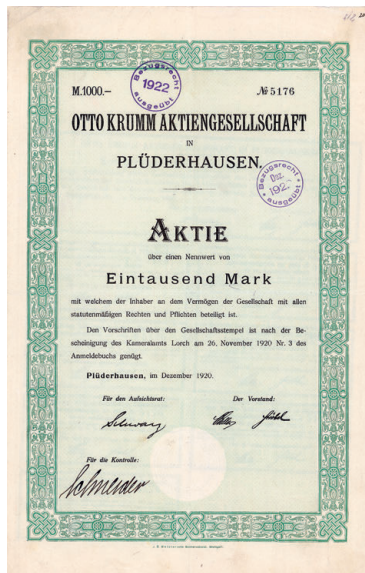 M.1000.–
№ 5176
Bezugsrecht
1922
ausgeübt
OTTO KRUMM AKTIENGESELLSCHAFT
IN
PLÜDERHAUSEN.
Bezugsrecht
Dez.
ausgeübt
AKTIE
über einen Nennwert von
Eintausend Mark
mit welchem der Inhaber an dem Vermögen der Gesellschaft mit allen
statutenmäßigen Rechten und Pflichten beteiligt ist.
Den Vorschriften über den Gesellschaftsstempel ist nach der Be-
scheinigung des Kameralamts Lorch am 26. November 1920 Nr. 3 des
Anmeldebuchs genügt.
Plüderhausen, im Dezember 1920.
Für den Aufsichtsrat:
Der Vorstand:
Schwarz
Für die Kontrolle:
Schneider